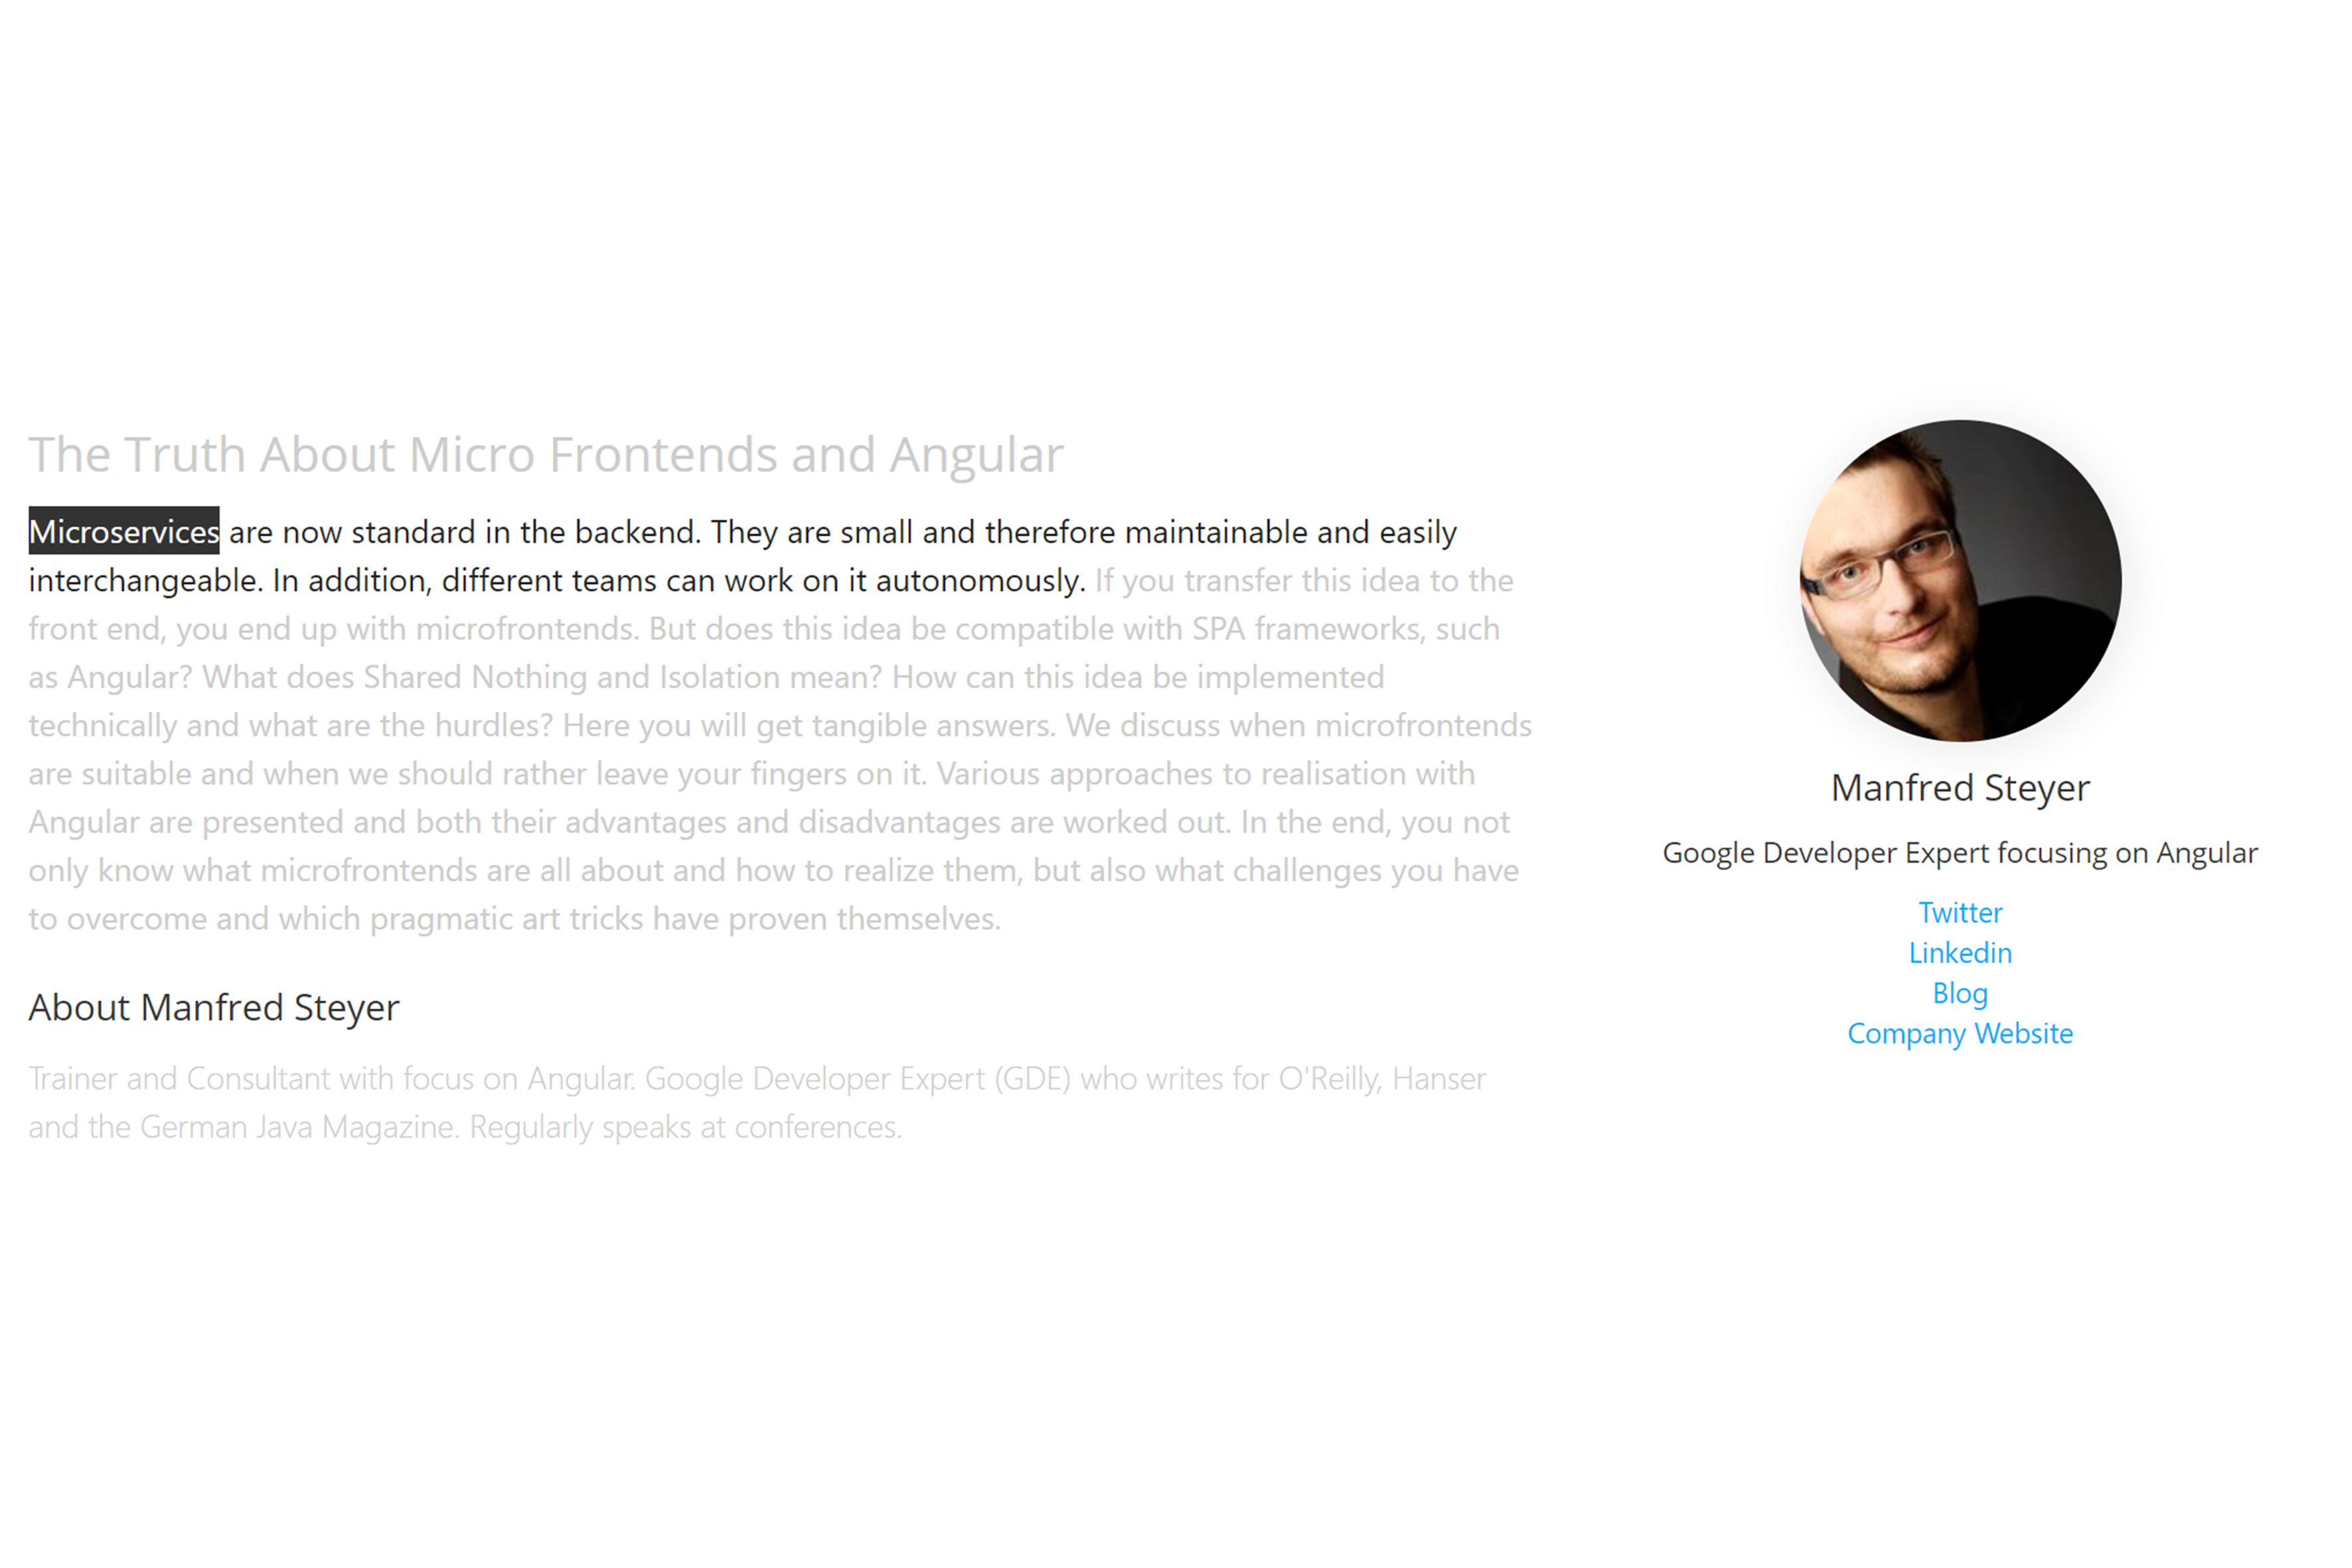 The Truth About Micro Frontends and Angular
Microservices are now standard in the backend. They are small and therefore maintainable and easily
interchangeable. In addition, different teams can work on it autonomously. If you transfer this idea to the
front end, you end up with microfrontends. But does this idea be compatible with SPA frameworks, such
as Angular? What does Shared Nothing and Isolation mean? How can this idea be implemented
technically and what are the hurdles? Here you will get tangible answers. We discuss when microfrontends
are suitable and when we should rather leave your fingers on it. Various approaches to realisation with
Angular are presented and both their advantages and disadvantages are worked out. In the end, you not
only know what microfrontends are all about and how to realize them, but also what challenges you have
to overcome and which pragmatic art tricks have proven themselves.
About Manfred Steyer
Trainer and Consultant with focus on Angular. Google Developer Expert (GDE) who writes for O'Reilly, Hanser
and the German Java Magazine. Regularly speaks at conferences.
Manfred Steyer
Google Developer Expert focusing on Angular
Twitter
Linkedin
Blog
Company Website